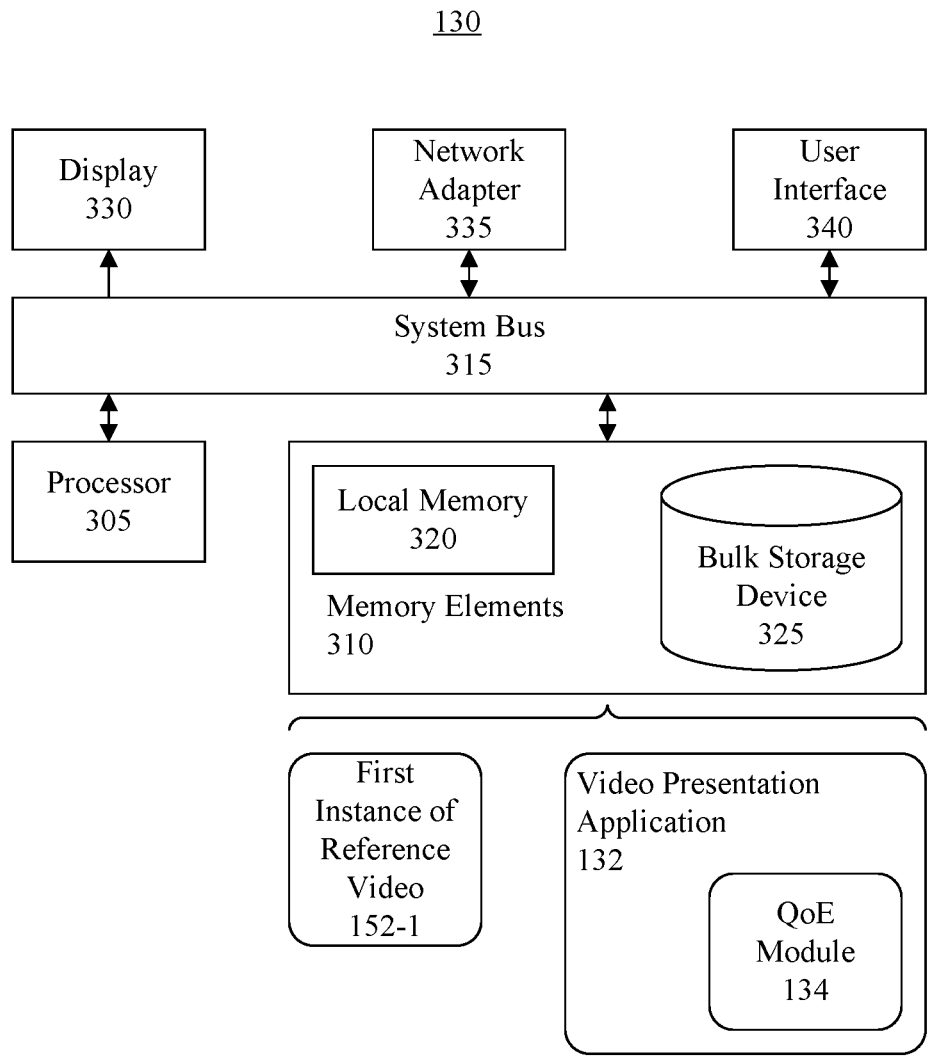 130
Display
330
Network
Adapter
335
User
Interface
340
System Bus
315
Processor
305
Local Memory
320
Memory Elements
310
Bulk Storage
Device
325
First
Instance of
Reference
Video
152-1
Video Presentation
Application
132
QoE
Module
134